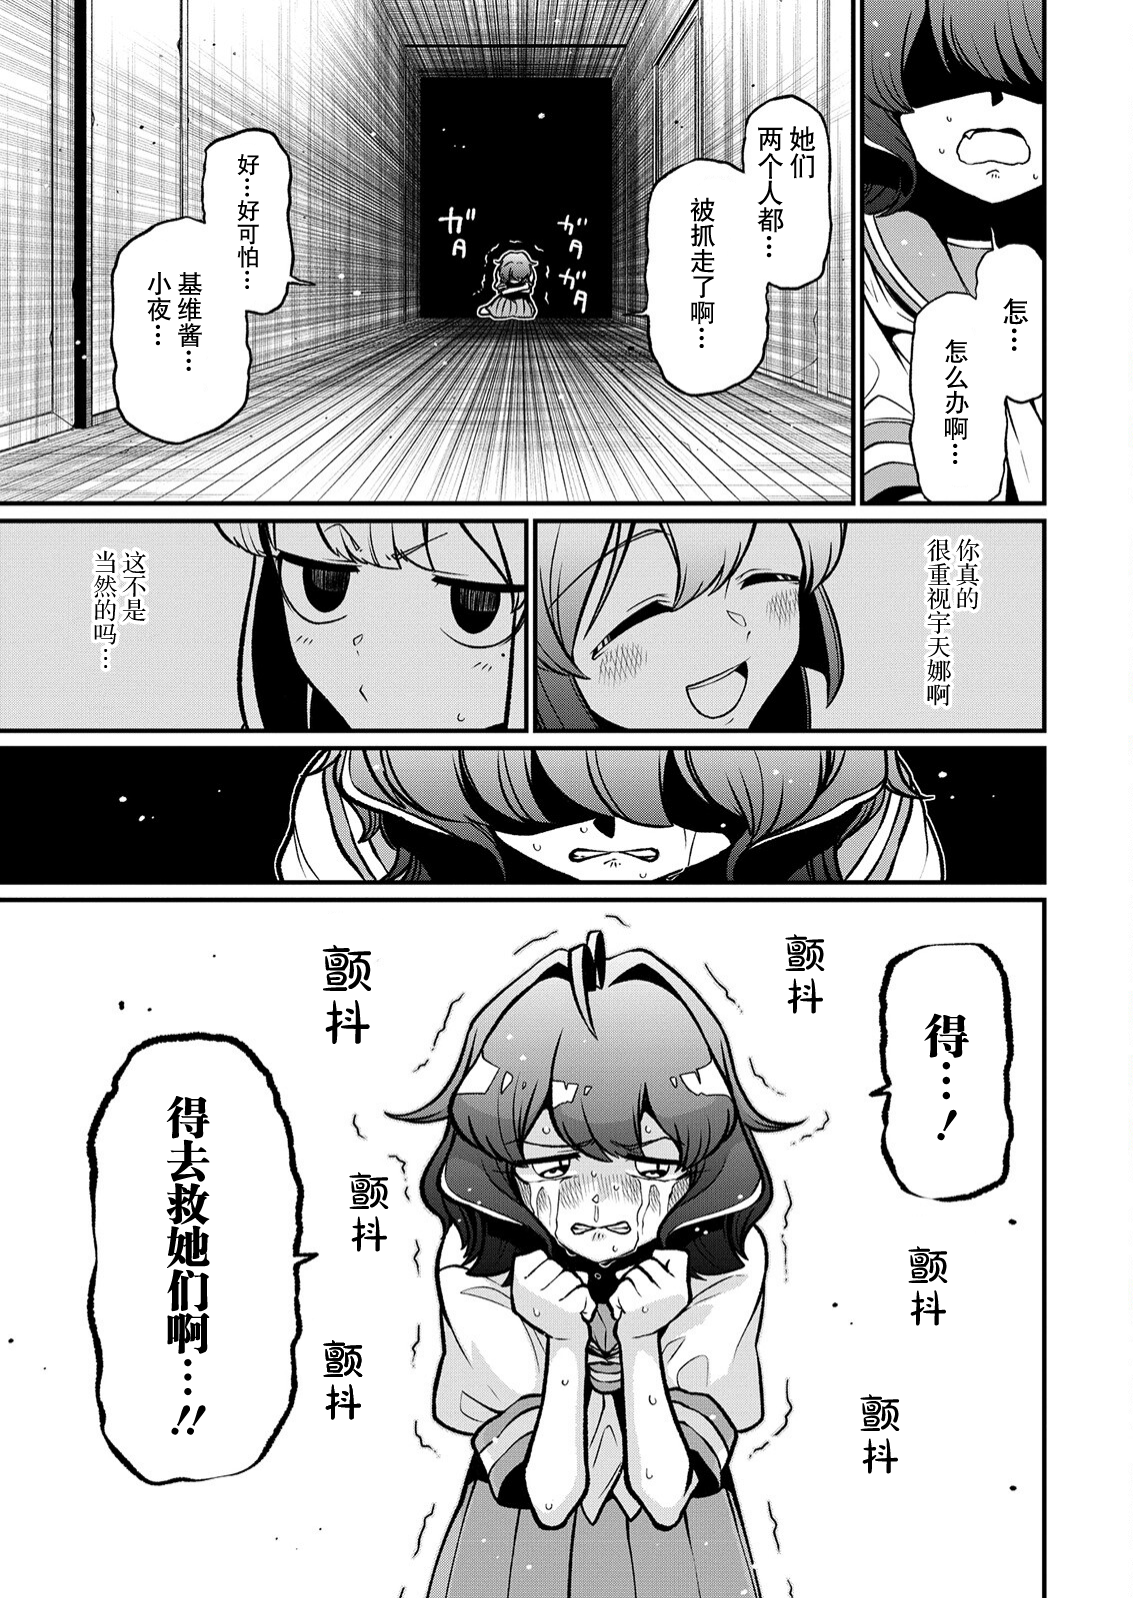 怎…
怎么办啊…
她们
两个人都…
被抓走了啊…
ガタ
ガタ
ガタ
好…好可怕…
基维酱…
小夜…
你真的
很重视宇天娜啊
这不是
当然的吗…
得…！
颤抖
颤抖
颤抖
颤抖
颤抖
颤抖
得去救她们啊…！！